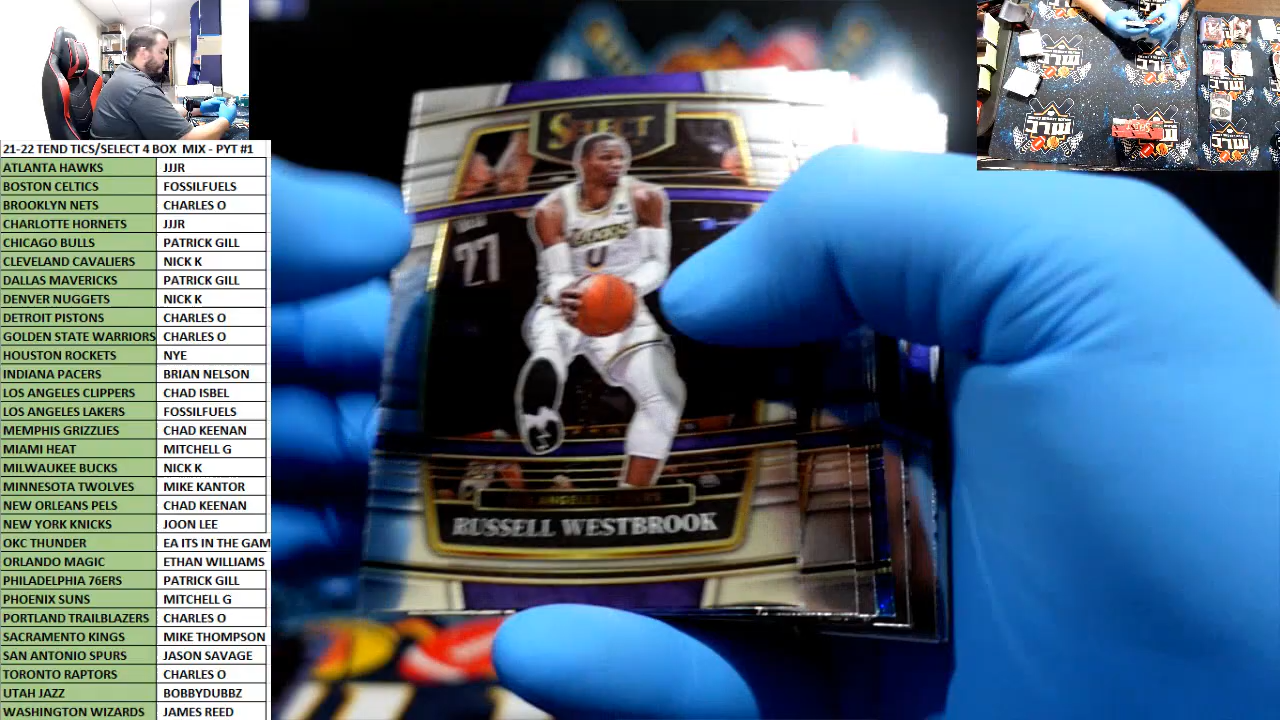 21-22 TEND TICS/SELECT 4 BOX MIX - PYT #1
ATLANTA HAWKS JJJR
BOSTON CELTICS FOSSILFUELS
BROOKLYN NETS CHARLES O
CHARLOTTE HORNETS JJJR
CHICAGO BULLS PATRICK GILL
CLEVELAND CAVALIERS NICK K
DALLAS MAVERICKS PATRICK GILL
DENVER NUGGETS NICK K
DETROIT PISTONS CHARLES O
GOLDEN STATE WARRIORS CHARLES O
HOUSTON ROCKETS NYE
INDIANA PACERS BRIAN NELSON
LOS ANGELES CLIPPERS CHAD ISBEL
LOS ANGELES LAKERS FOSSILFUELS
MEMPHIS GRIZZLIES CHAD KEENAN
MIAMI HEAT MITCHELL G
MILWAUKEE BUCKS NICK K
MINNESOTA TWOLVES MIKE KANTOR
NEW ORLEANS PELS CHAD KEENAN
NEW YORK KNICKS JOON LEE
OKC THUNDER EA ITS IN THE GAM
ORLANDO MAGIC ETHAN WILLIAMS
PHILADELPHIA 76ERS PATRICK GILL
PHOENIX SUNS MITCHELL G
PORTLAND TRAILBLAZERS CHARLES O
SACRAMENTO KINGS MIKE THOMPSON
SAN ANTONIO SPURS JASON SAVAGE
TORONTO RAPTORS CHARLES O
UTAH JAZZ BOBBYDUBBZ
WASHINGTON WIZARDS JAMES REED
SELECT
27
0
RUSSELL WESTBROOK